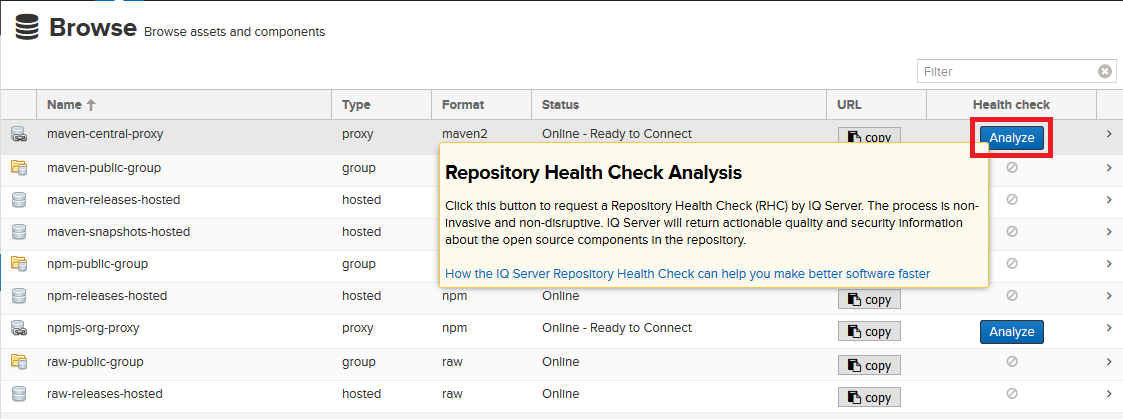 Browse Browse assets and components
Filter
Name Type Format Status URL Health check
maven-central-proxy proxy maven2 Online - Ready to Connect copy Analyze
maven-public-group group
maven-releases-hosted hosted
maven-snapshots-hosted hosted
npm-public-group group
Repository Health Check Analysis
Click this button to request a Repository Health Check (RHC) by IQ Server. The process is non-
invasive and non-disruptive. IQ Server will return actionable quality and security information
about the open source components in the repository.
How the IQ Server Repository Health Check can help you make better software faster
npm-releases-hosted hosted npm Online copy
npmjs-org-proxy proxy npm Online - Ready to Connect copy Analyze
raw-public-group group raw Online copy
raw-releases-hosted hosted raw Online copy